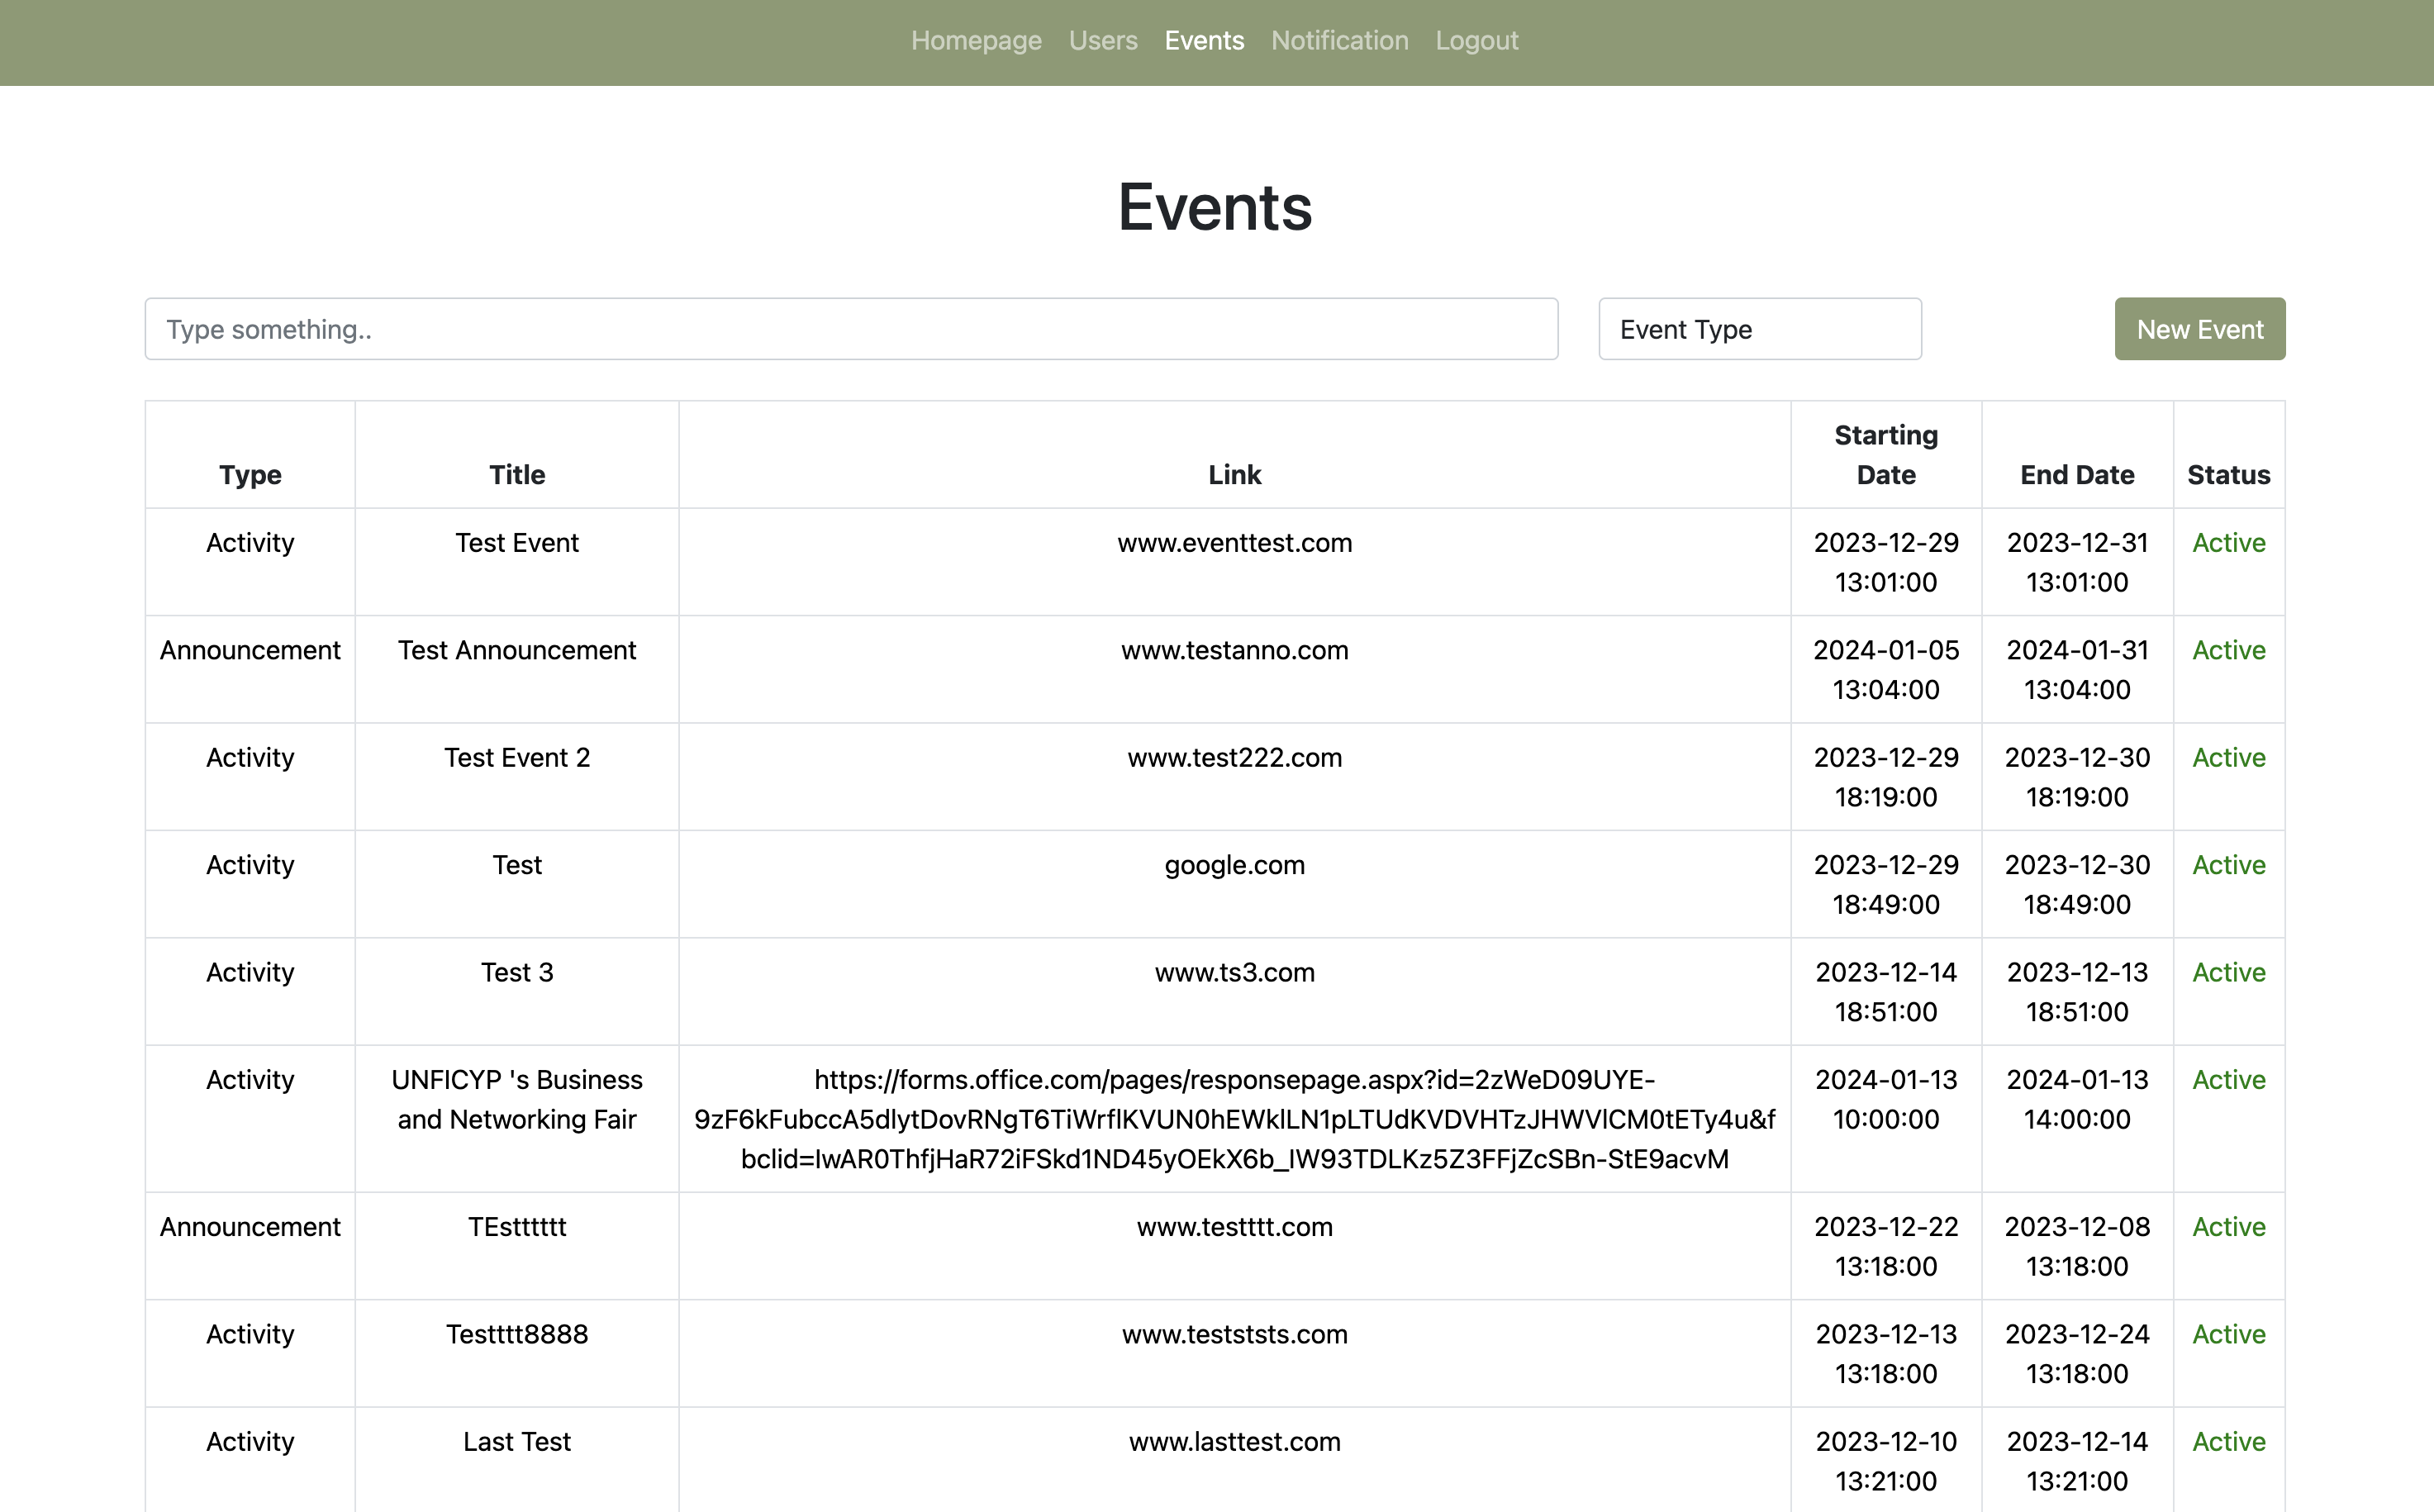 Homepage Users Events Notification Logout
Events
Type something..
Event Type
New Event
Type Title Link Starting Date End Date Status
Activity Test Event www.eventtest.com 2023-12-29 13:01:00 2023-12-31 13:01:00 Active
Announcement Test Announcement www.testanno.com 2024-01-05 13:04:00 2024-01-31 13:04:00 Active
Activity Test Event 2 www.test222.com 2023-12-29 18:19:00 2023-12-30 18:19:00 Active
Activity Test google.com 2023-12-29 18:49:00 2023-12-30 18:49:00 Active
Activity Test 3 www.ts3.com 2023-12-14 18:51:00 2023-12-13 18:51:00 Active
Activity UNFICYP 's Business https://forms.office.com/pages/responsepage.aspx?id=2zWeD09UYE- 2024-01-13 2024-01-13 Active
and Networking Fair 9zF6kFubccA5dlytDovRNgT6TiWrflKVUN0hEWklLN1pLTUdKVDVHTzJHWVlCM0tETy4u&f 10:00:00 14:00:00
bclid=IwAR0ThfjHaR72iFSkd1ND45yOEkX6b_IW93TDLKz5Z3FFjZcSBn-StE9acvM
Announcement TEstttttt www.testttt.com 2023-12-22 13:18:00 2023-12-08 13:18:00 Active
Activity Testttt8888 www.testststs.com 2023-12-13 13:18:00 2023-12-24 13:18:00 Active
Activity Last Test www.lasttest.com 2023-12-10 13:21:00 2023-12-14 13:21:00 Active